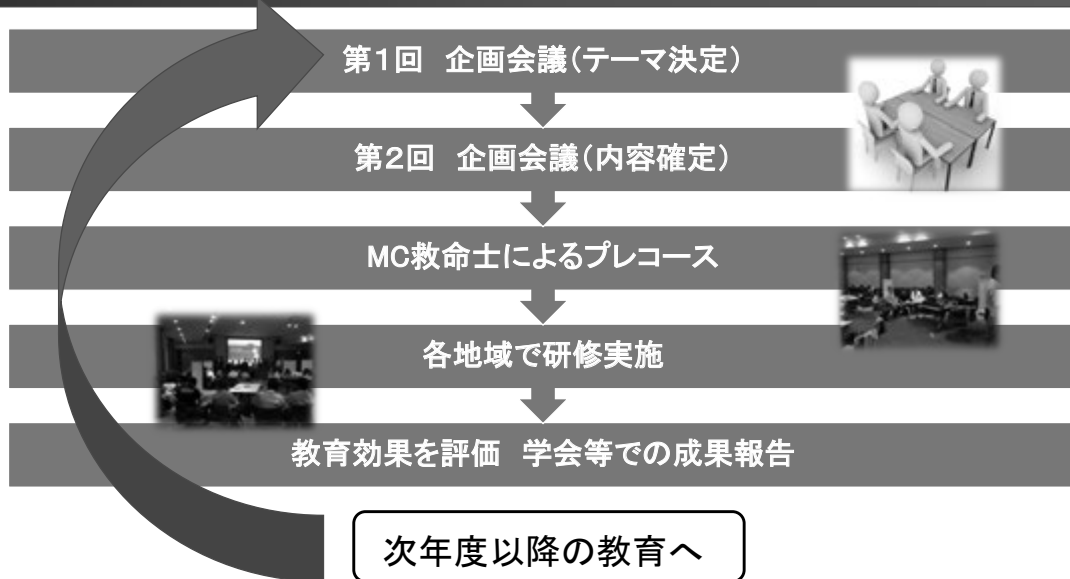 第1回　企画会議（テーマ決定）
第2回　企画会議（内容確定）
MC救命士によるプレコース
各地域で研修実施
教育効果を評価　学会等での成果報告
次年度以降の教育へ